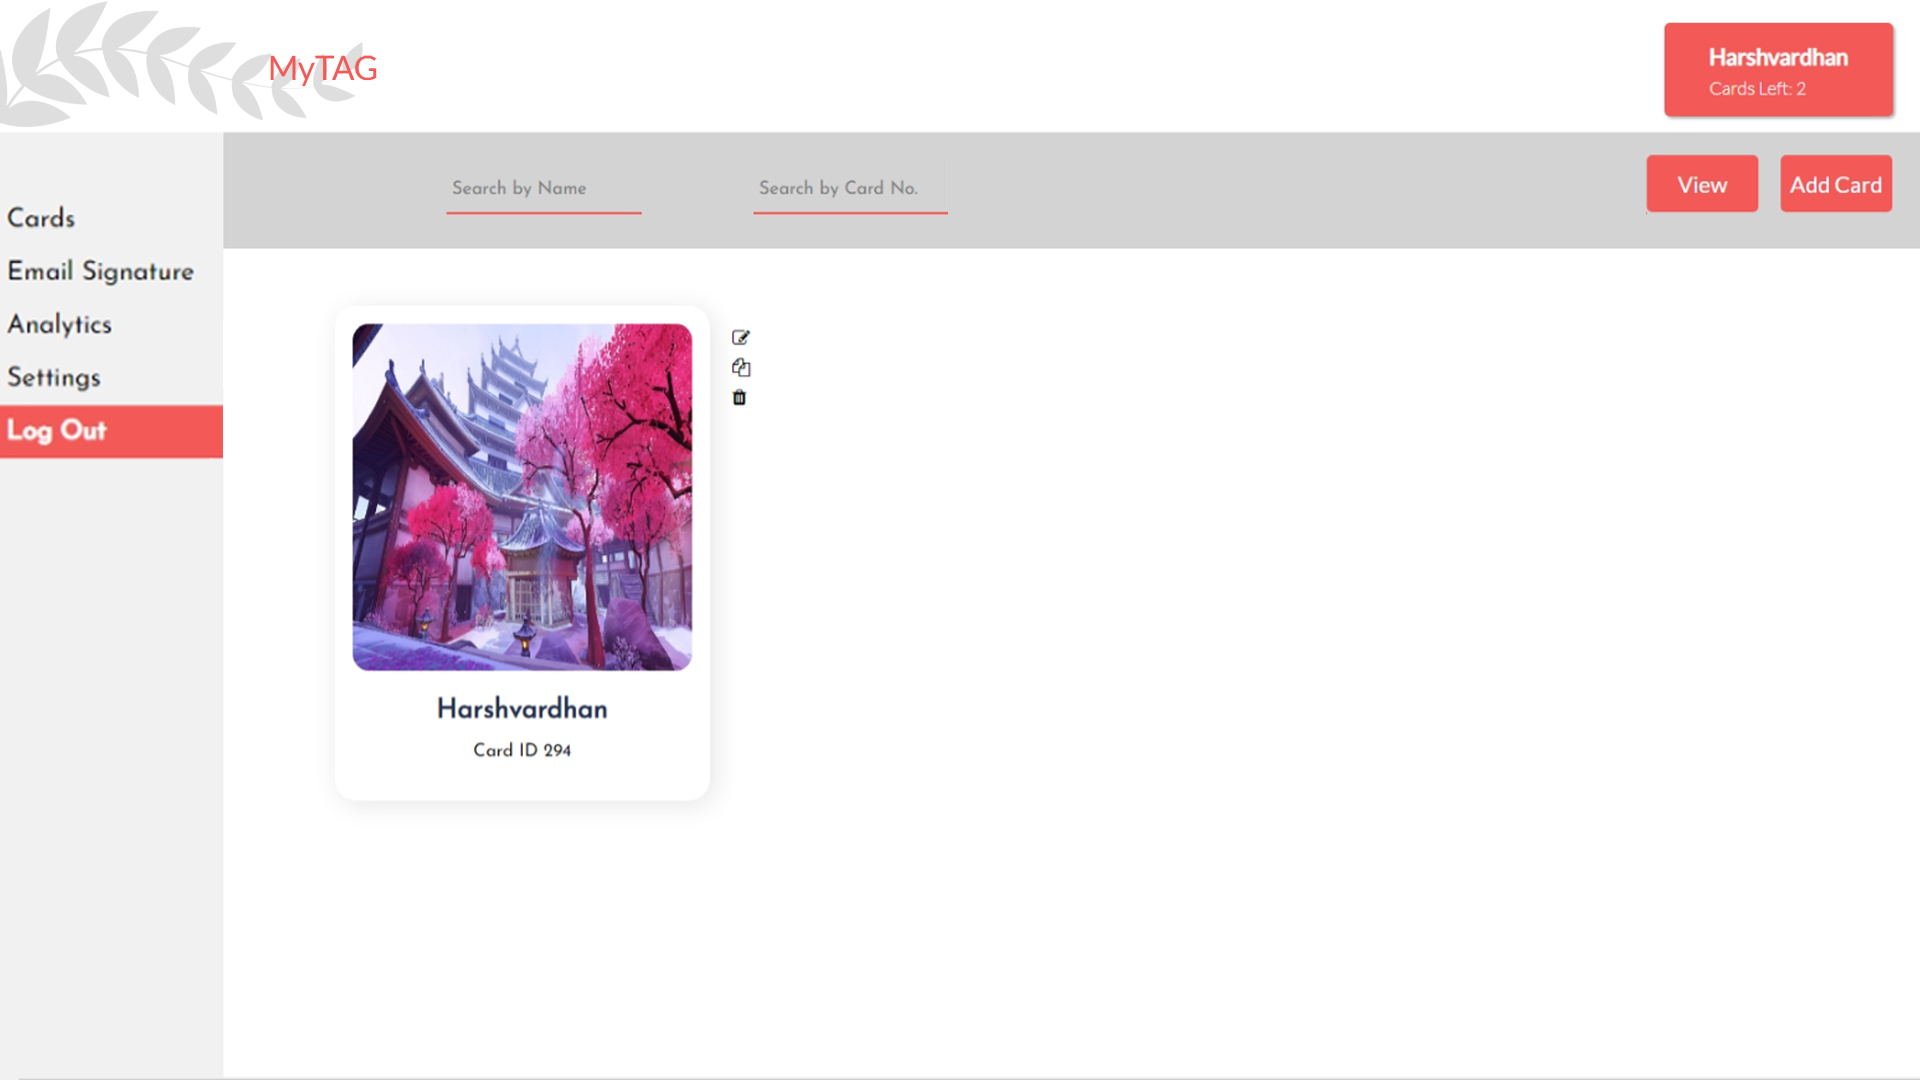 MyTAG
Harshvardhan
Cards Left: 2
Search by Name
Search by Card No.
View
Add Card
Cards
Email Signature
Analytics
Settings
Log Out
Harshvardhan
Card ID 294